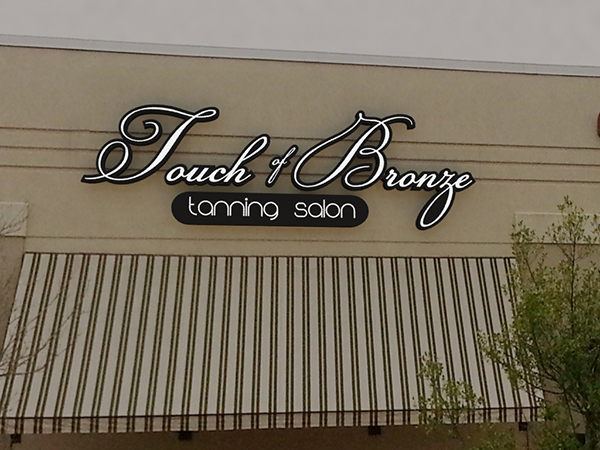 Touch of Bronze
tanning salon